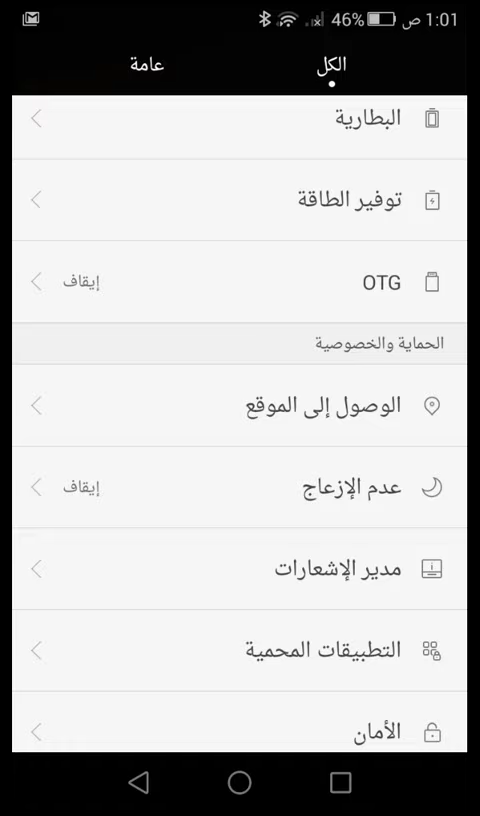 46% 1:01 ص
الكل
عامة
البطارية
توفير الطاقة
OTG
إيقاف
الحماية والخصوصية
الوصول إلى الموقع
عدم الإزعاج
إيقاف
مدير الإشعارات
التطبيقات المحمية
الأمان